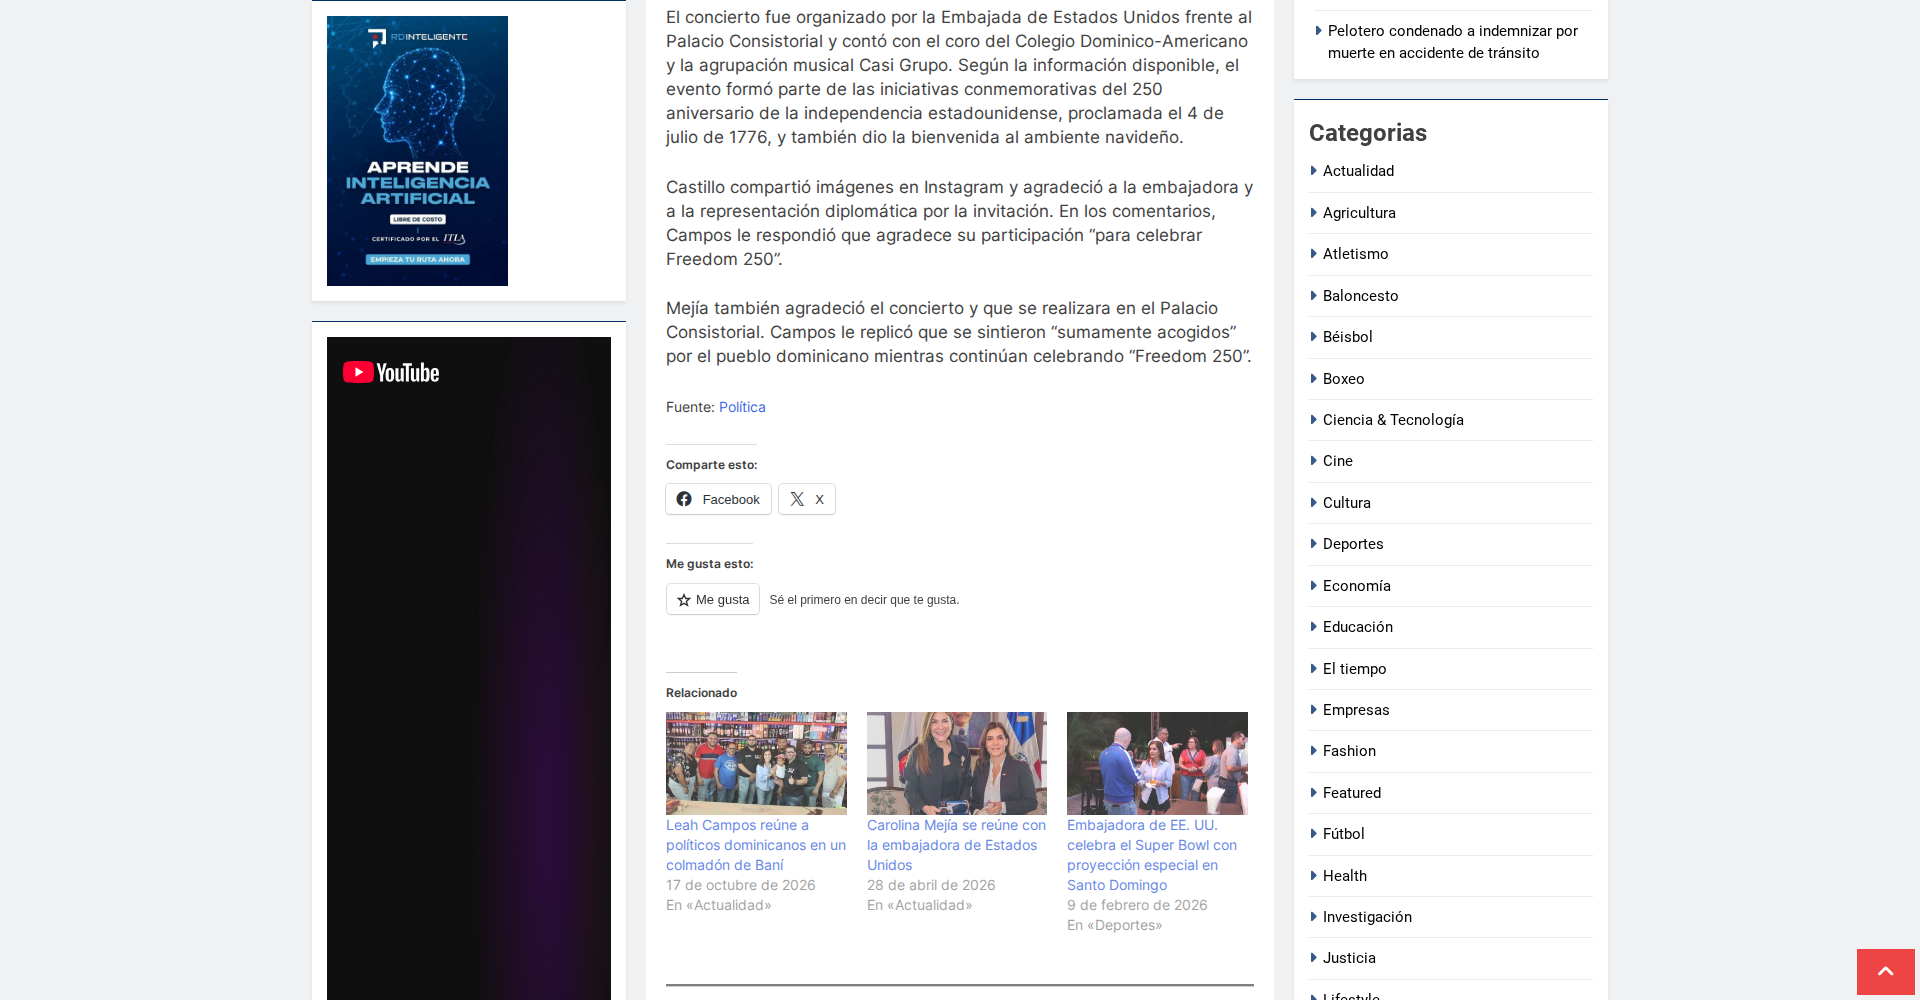 RD INTELIGENTE
APRENDE
INTELIGENCIA
ARTIFICIAL
LIBRE DE COSTO
CERTIFICADO POR EL ITLA
EMPIEZA TU RUTA AHORA
YouTube
El concierto fue organizado por la Embajada de Estados Unidos frente al
Palacio Consistorial y contó con el coro del Colegio Dominico-Americano
y la agrupación musical Casi Grupo. Según la información disponible, el
evento formó parte de las iniciativas conmemorativas del 250
aniversario de la independencia estadounidense, proclamada el 4 de
julio de 1776, y también dio la bienvenida al ambiente navideño.
Castillo compartió imágenes en Instagram y agradeció a la embajadora y
a la representación diplomática por la invitación. En los comentarios,
Campos le respondió que agradece su participación “para celebrar
Freedom 250”.
Mejía también agradeció el concierto y que se realizara en el Palacio
Consistorial. Campos le replicó que se sintieron “sumamente acogidos”
por el pueblo dominicano mientras continúan celebrando “Freedom 250”.
Fuente: Política
Comparte esto:
Facebook
X
Me gusta esto:
Me gusta
Sé el primero en decir que te gusta.
Relacionado
Leah Campos reúne a
políticos dominicanos en un
colmadón de Baní
17 de octubre de 2026
En «Actualidad»
Carolina Mejía se reúne con
la embajadora de Estados
Unidos
28 de abril de 2026
En «Actualidad»
Embajadora de EE. UU.
celebra el Super Bowl con
proyección especial en
Santo Domingo
9 de febrero de 2026
En «Deportes»
Pelotero condenado a indemnizar por
muerte en accidente de tránsito
Categorias
Actualidad
Agricultura
Atletismo
Baloncesto
Béisbol
Boxeo
Ciencia & Tecnología
Cine
Cultura
Deportes
Economía
Educación
El tiempo
Empresas
Fashion
Featured
Fútbol
Health
Investigación
Justicia
Lifestyle